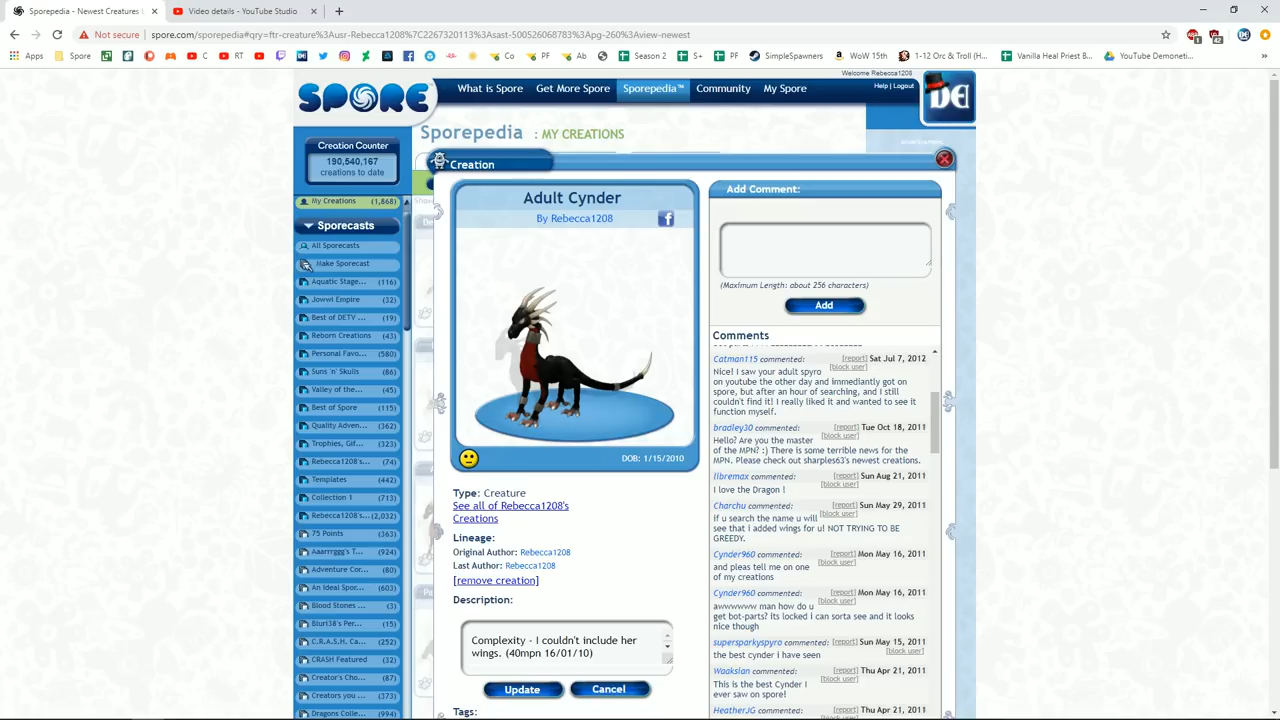 Sporepedia - Newest Creatures b
Video details - YouTube Studio
Not secure
spore.com/sporepedia#qry=ftr-creature%3Ausr-Rebecca1208%7C2267320113%3Asast-500526068783%3Apg-260%3Aview-newest
Apps Spore C RT Co PF Ab Season 2 S+ PF SimpleSpawners WoW 15th 1-12 Orc & Troll (H... Vanilla Heal Priest B... YouTube Demoneti...
Welcome Rebecca1208
SPORE
What is Spore Get More Spore Sporepedia™ Community My Spore
Help | Logout
DE
Sporepedia : MY CREATIONS
Creation Counter
190,540,167
creations to date
My Creations (1,868)
Sporecasts
All Sporecasts
Make Sporecast
Aquatic Stage... (116)
Jowwi Empire (32)
Best of DETV ... (19)
Reborn Creations (43)
Personal Favo... (580)
Suns 'n' Skulls (86)
Valley of the... (45)
Best of Spore (115)
Quality Adven... (362)
Trophies, Gif... (323)
Rebecca1208's... (74)
Templates (442)
Collection 1 (713)
Rebecca1208's... (2,032)
75 Points (363)
Aaarrrggg's T... (924)
Adventure Cor... (80)
An Ideal Spor... (603)
Blood Stones ... (3)
Bluri38's Per... (15)
C.R.A.S.H. Ca... (252)
CRASH Featured (32)
Creator's Cho... (87)
Creators you ... (373)
Dragons Colle... (994)
Creation
Adult Cynder
By Rebecca1208
DOB: 1/15/2010
Type: Creature
See all of Rebecca1208's
Creations
Lineage:
Original Author: Rebecca1208
Last Author: Rebecca1208
[remove creation]
Description:
Complexity - I couldn't include her
wings. (40mpn 16/01/10)
Update Cancel
Tags:
Add Comment:
(Maximum Length: about 256 characters)
Add
Comments
Catman115 commented: [report] Sat Jul 7, 2012
[block user]
Nice! I saw your adult spyro
on youtube the other day and immediantly got on
spore, but after an hour of searching, and I still
couldn't find it! I really liked it and wanted to see it
function myself.
bradley30 commented: [report] Tue Oct 18, 2011
[block user]
Hello? Are you the master
of the MPN? :) There is some terrible news for the
MPN. Please check out sharples63's newest creations.
libremax commented: [report] Sun Aug 21, 2011
[block user]
I love the Dragon !
Charchu commented: [report] Sun May 29, 2011
[block user]
if u search the name u will
see that i added wings for u! NOT TRYING TO BE
GREEDY.
Cynder960 commented: [report] Mon May 16, 2011
[block user]
and pleas tell me on one
of my creations
Cynder960 commented: [report] Mon May 16, 2011
[block user]
awwwww man how do u
get bot-parts? its locked i can sorta see and it looks
nice though
supersparkyspyro commented: [report] Sun May 15, 2011
[block user]
the best cynder i have seen
Waaksian commented: [report] Thu Apr 21, 2011
[block user]
This is the best Cynder I
ever saw on spore!
HeatherJG commented: [report] Thu Apr 21, 2011